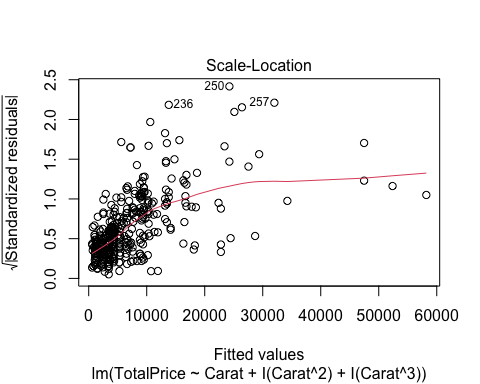 Scale-Location
√|Standardized residuals|
2.5
2.0
1.5
1.0
0.5
0.0
250
236
257
0 10000 20000 30000 40000 50000 60000
Fitted values
lm(TotalPrice ~ Carat + I(Carat^2) + I(Carat^3))